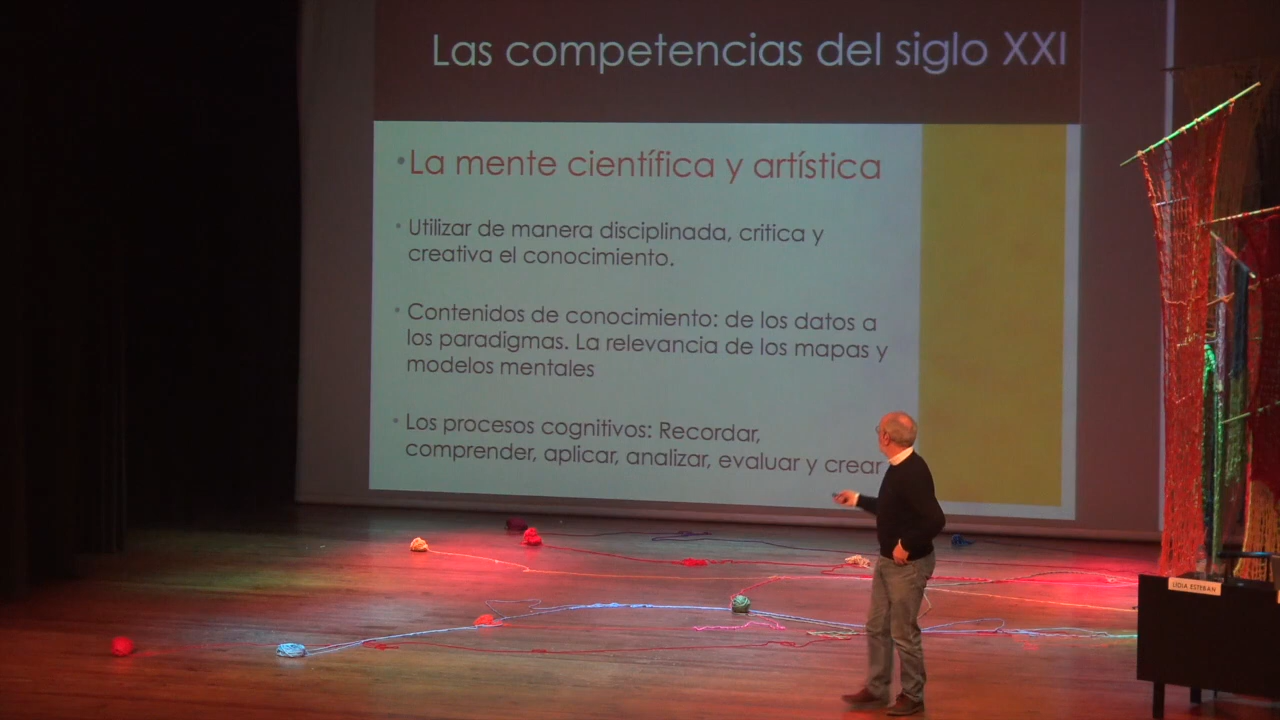 Las competencias del siglo XXI
•La mente científica y artística
• Utilizar de manera disciplinada, critica y
creativa el conocimiento.
• Contenidos de conocimiento: de los datos a
los paradigmas. La relevancia de los mapas y
modelos mentales
• Los procesos cognitivos: Recordar,
comprender, aplicar, analizar, evaluar y crear
LIDIA ESTEBAN